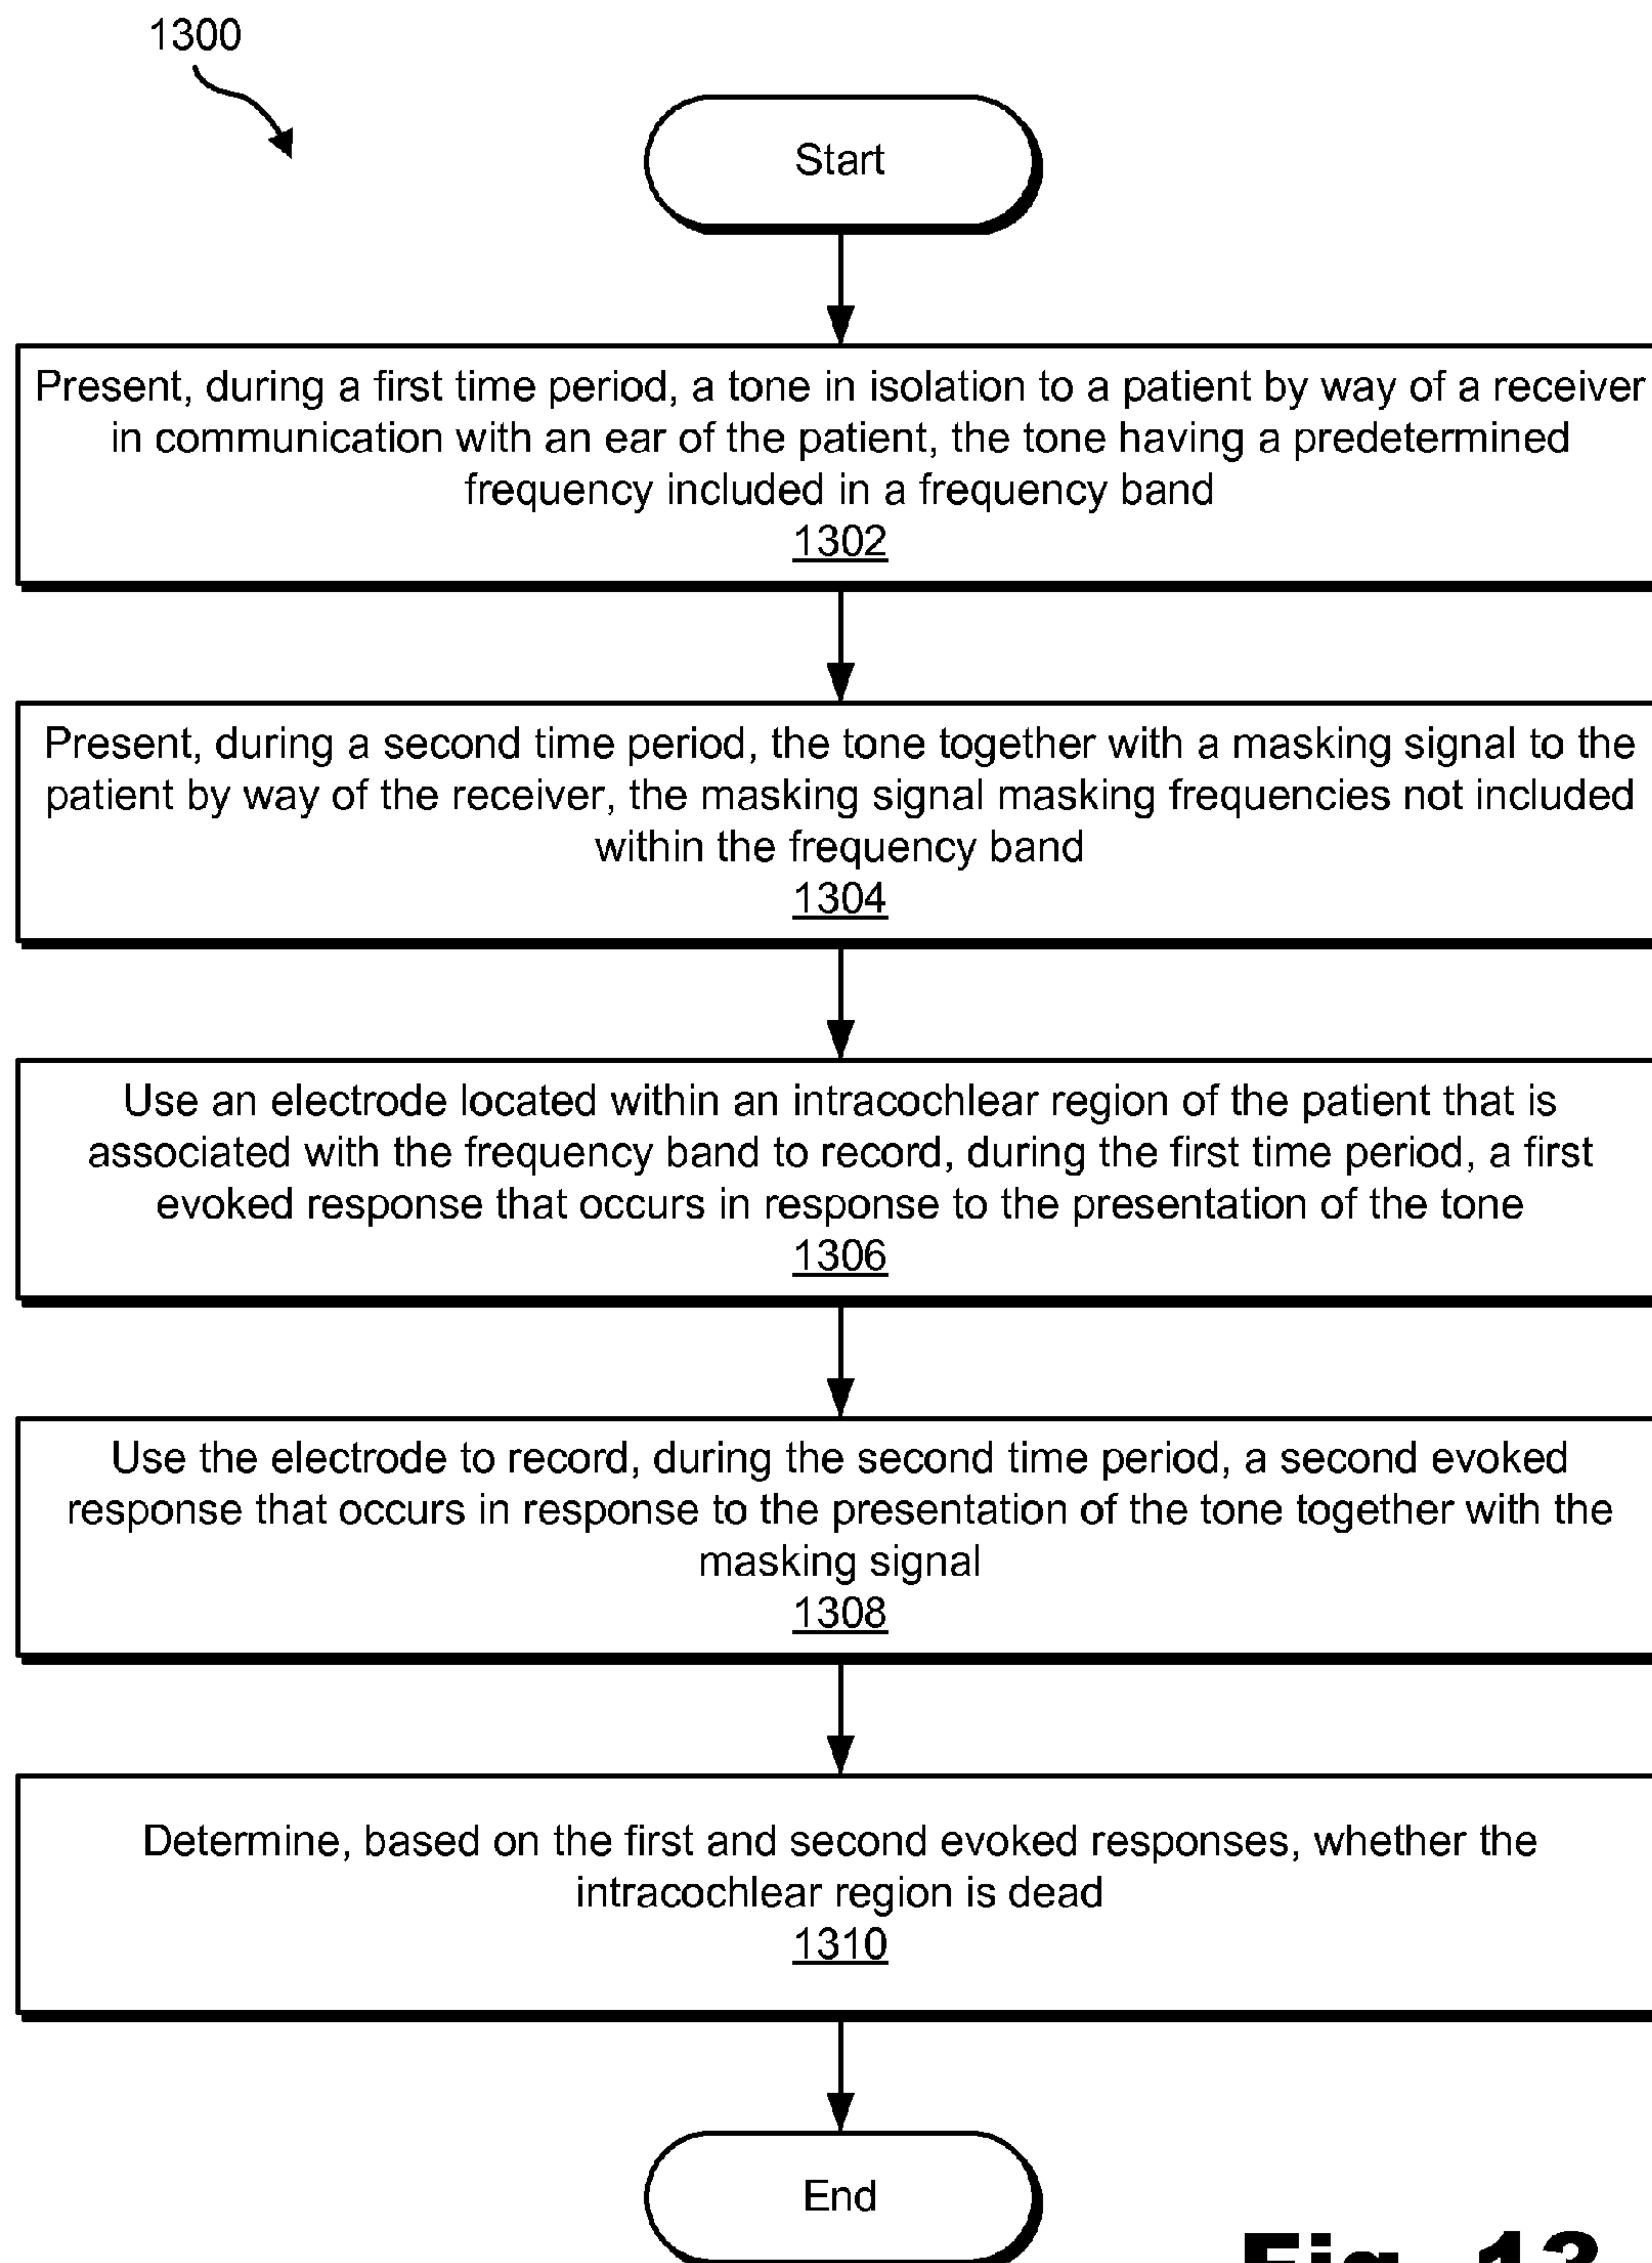 1300
Start
Present, during a first time period, a tone in isolation to a patient by way of a receiver
in communication with an ear of the patient, the tone having a predetermined
frequency included in a frequency band
1302
Present, during a second time period, the tone together with a masking signal to the
patient by way of the receiver, the masking signal masking frequencies not included
within the frequency band
1304
Use an electrode located within an intracochlear region of the patient that is
associated with the frequency band to record, during the first time period, a first
evoked response that occurs in response to the presentation of the tone
1306
Use the electrode to record, during the second time period, a second evoked
response that occurs in response to the presentation of the tone together with the
masking signal
1308
Determine, based on the first and second evoked responses, whether the
intracochlear region is dead
1310
End
Fig. 13